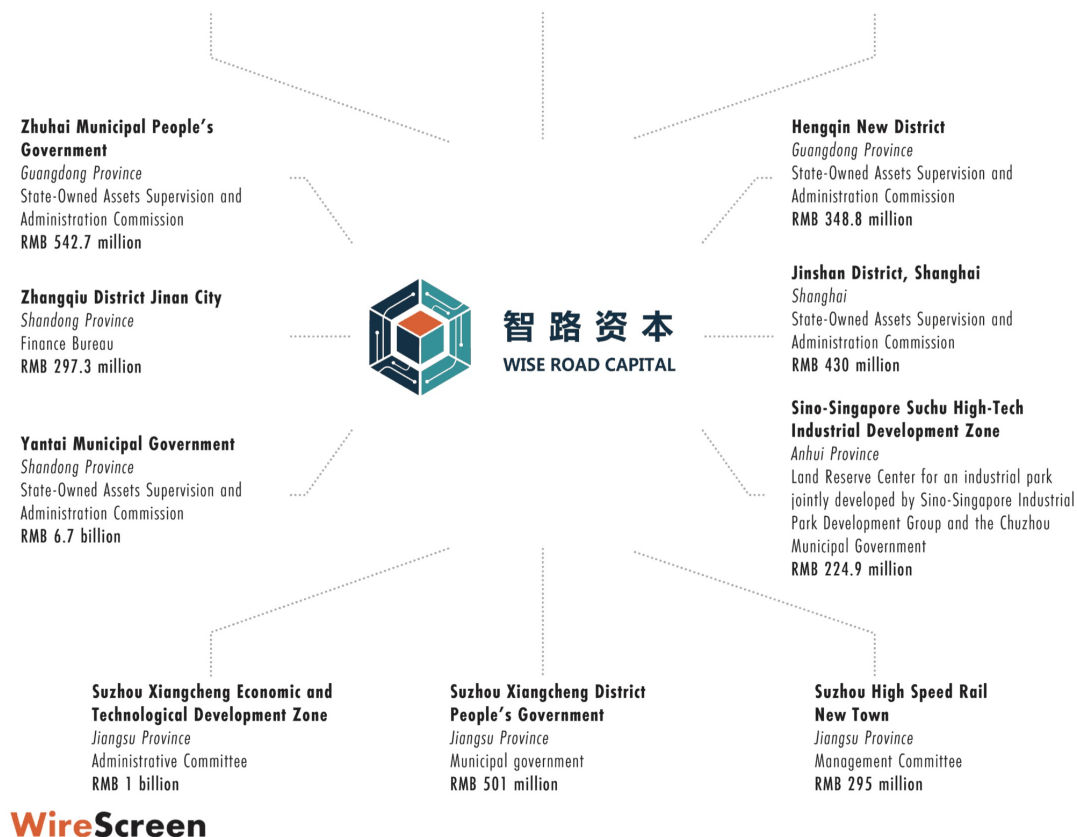 Zhuhai Municipal People's
Government
Guangdong Province
State-Owned Assets Supervision and
Administration Commission
RMB 542.7 million
Zhangqiu District Jinan City
Shandong Province
Finance Bureau
RMB 297.3 million
Yantai Municipal Government
Shandong Province
State-Owned Assets Supervision and
Administration Commission
RMB 6.7 billion
智路资本
WISE ROAD CAPITAL
Hengqin New District
Guangdong Province
State-Owned Assets Supervision and
Administration Commission
RMB 348.8 million
Jinshan District, Shanghai
Shanghai
State-Owned Assets Supervision and
Administration Commission
RMB 430 million
Sino-Singapore Suchu High-Tech
Industrial Development Zone
Anhui Province
Land Reserve Center for an industrial park
jointly developed by Sino-Singapore Industrial
Park Development Group and the Chuzhou
Municipal Government
RMB 224.9 million
Suzhou Xiangcheng Economic and
Technological Development Zone
Jiangsu Province
Administrative Committee
RMB 1 billion
Suzhou Xiangcheng District
People's Government
Jiangsu Province
Municipal government
RMB 501 million
Suzhou High Speed Rail
New Town
Jiangsu Province
Management Committee
RMB 295 million
WireScreen